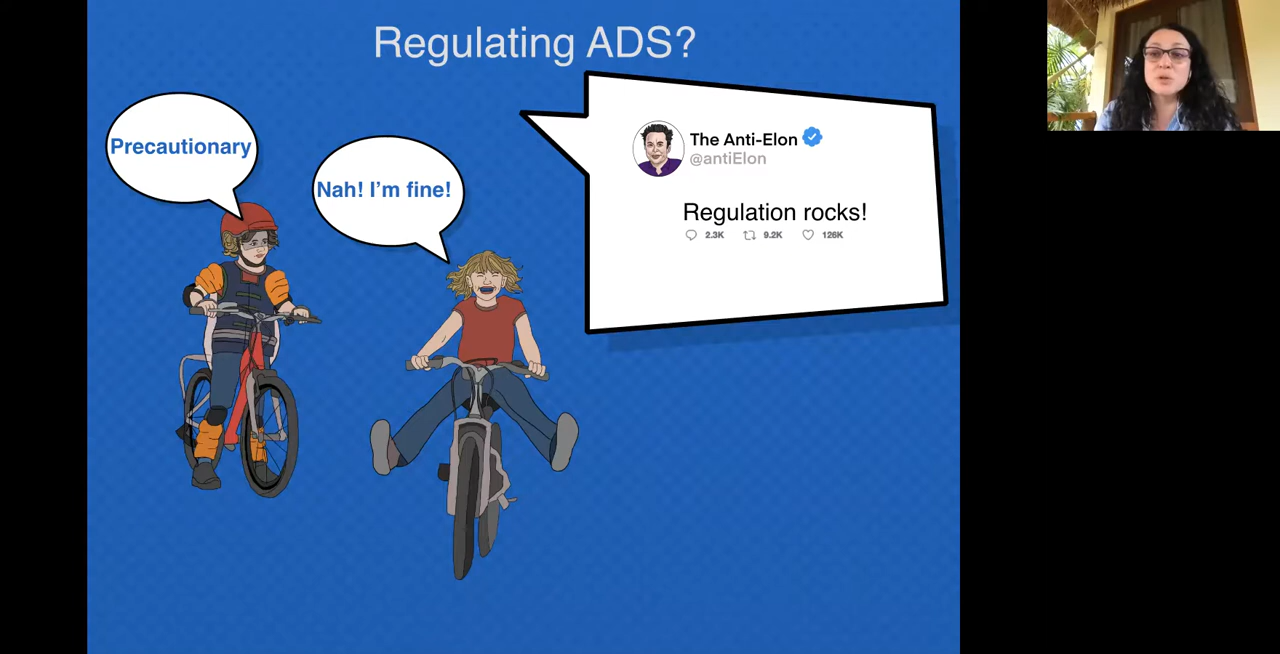 Regulating ADS?
Precautionary
Nah! I'm fine!
The Anti-Elon
@antiElon
Regulation rocks!
2.3K 9.2K 126K